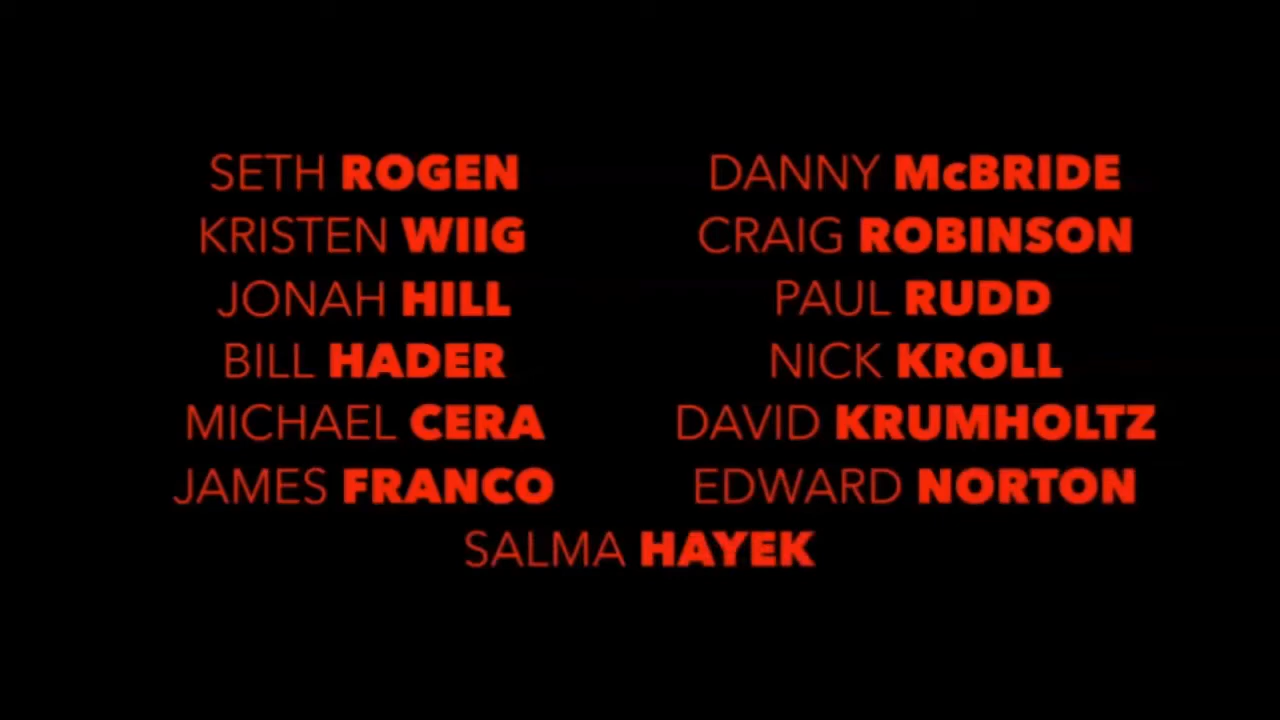 SETH ROGEN
KRISTEN WIIG
JONAH HILL
BILL HADER
MICHAEL CERA
JAMES FRANCO
DANNY McBRIDE
CRAIG ROBINSON
PAUL RUDD
NICK KROLL
DAVID KRUMHOLTZ
EDWARD NORTON
SALMA HAYEK